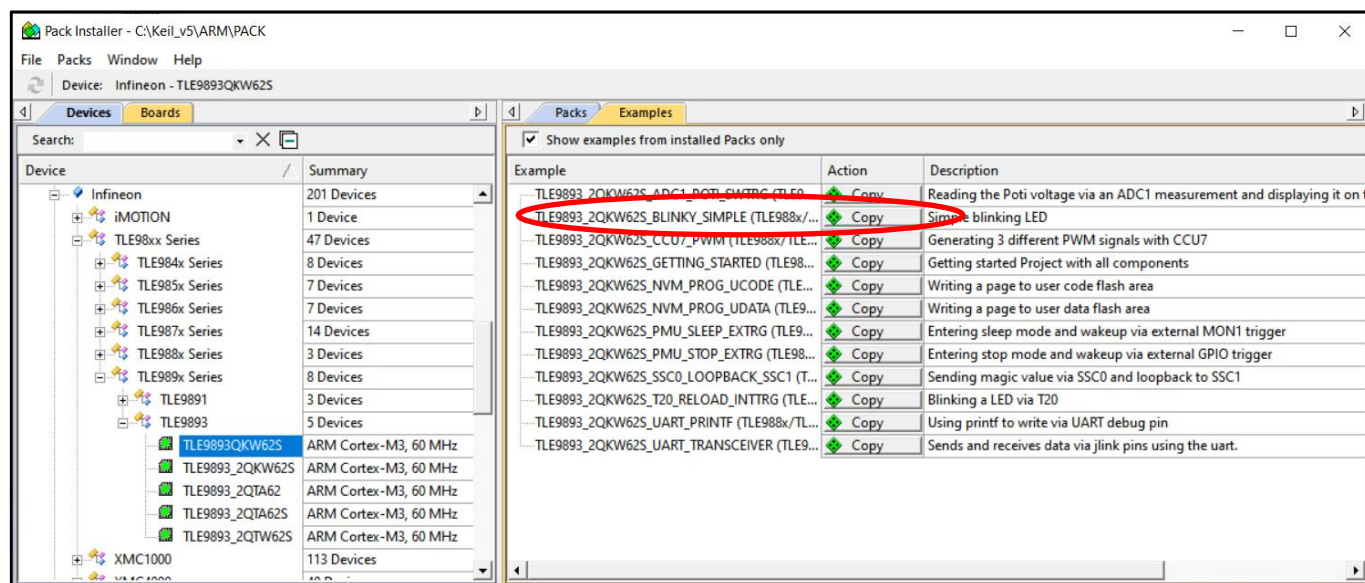 Pack Installer - C:\Keil_v5\ARM\PACK
File Packs Window Help
Device: Infineon - TLE9893QKW62S
Devices Boards
Search:
Device Summary
Infineon 201 Devices
iMOTION 1 Device
TLE98xx Series 47 Devices
TLE984x Series 8 Devices
TLE985x Series 7 Devices
TLE986x Series 7 Devices
TLE987x Series 14 Devices
TLE988x Series 3 Devices
TLE989x Series 8 Devices
TLE9891 3 Devices
TLE9893 5 Devices
TLE9893QKW62S ARM Cortex-M3, 60 MHz
TLE9893_2QKW62S ARM Cortex-M3, 60 MHz
TLE9893_2QTA62 ARM Cortex-M3, 60 MHz
TLE9893_2QTA62S ARM Cortex-M3, 60 MHz
TLE9893_2QTW62S ARM Cortex-M3, 60 MHz
XMC1000 113 Devices
Packs Examples
Show examples from installed Packs only
Example Action Description
TLE9893_2QKW62S_ADC1_POTI_SWTRG (TLE9... Copy Reading the Poti voltage via an ADC1 measurement and displaying it on
TLE9893_2QKW62S_BLINKY_SIMPLE (TLE988x/... Copy Simple blinking LED
TLE9893_2QKW62S_CCU7_PWM (TLE988x/TLE... Copy Generating 3 different PWM signals with CCU7
TLE9893_2QKW62S_GETTING_STARTED (TLE98... Copy Getting started Project with all components
TLE9893_2QKW62S_NVM_PROG_UCODE (TLE... Copy Writing a page to user code flash area
TLE9893_2QKW62S_NVM_PROG_UDATA (TLE9... Copy Writing a page to user data flash area
TLE9893_2QKW62S_PMU_SLEEP_EXTRG (TLE9... Copy Entering sleep mode and wakeup via external MON1 trigger
TLE9893_2QKW62S_PMU_STOP_EXTRG (TLE98... Copy Entering stop mode and wakeup via external GPIO trigger
TLE9893_2QKW62S_SSC0_LOOPBACK_SSC1 (T... Copy Sending magic value via SSC0 and loopback to SSC1
TLE9893_2QKW62S_T20_RELOAD_INTTRG (TLE... Copy Blinking a LED via T20
TLE9893_2QKW62S_UART_PRINTF (TLE988x/TL... Copy Using printf to write via UART debug pin
TLE9893_2QKW62S_UART_TRANSCEIVER (TLE9... Copy Sends and receives data via jlink pins using the uart.